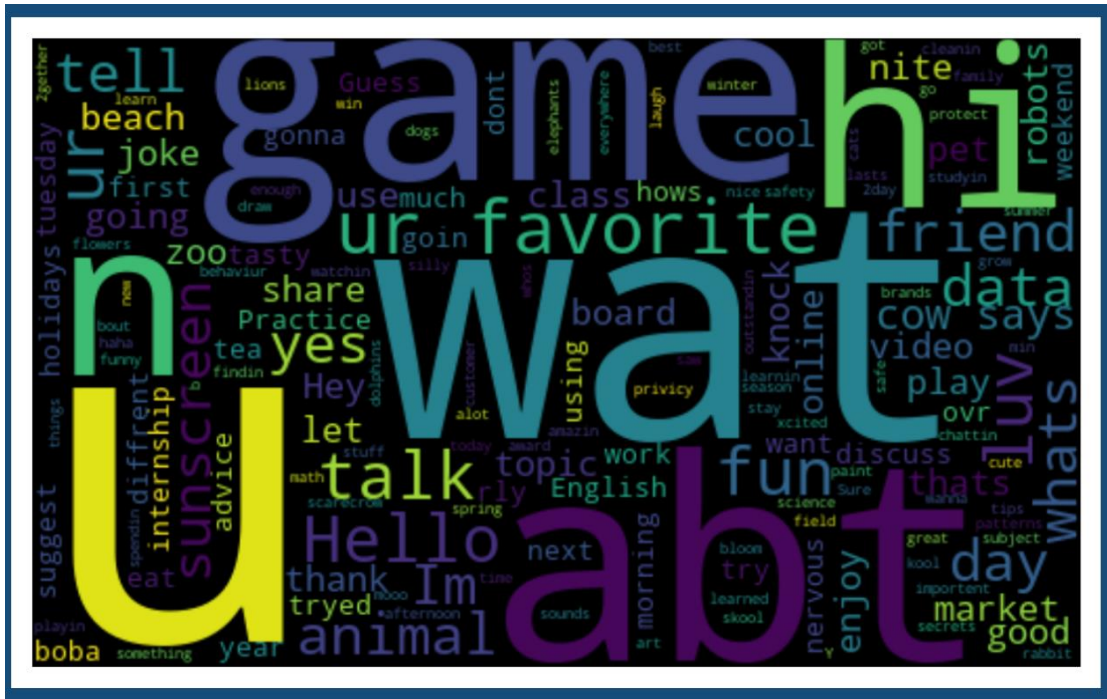 2gether
tell
lions
game
best
got
cleanin
hi
robots
weekend
learn
Guess
win
dont
elephants
everywhere
laugh
winter
nite
go
family
beach
gonna
dogs
cool
protect
tuesday
ur
joke
cats
pet
first
enough
use
much
class
hows
nice
safety
lasts
2day
studyin
going
draw
ur favorite
goin
friend
summer
flowers
zoo
tasty
grow
holidays
n
new
behaviur
watchin
silly
whos
wat
brands
data
share
board
knock
online
cow says
bout
haha
funny
sunscreen
Practice
tea
yes
video
min
findin
dolphins
customer
using
saw
outstandin
learnin
season
safe
play
luv
whats
Hey
privicy
b
stay
xcited
ovr
things
u
diffrent
internship
advice
let
alot
amazin
award
today
chattin
want
discuss
stuff
talk
topic
work
fun
thats
cute
math
rly
English
paint
suggest
spendin
scarecrow
spring
science
Sure
wanna
tips
patterns
eat
Hello
next
abt
field
great
subject
morning
bloom
nervous
kool
day
thank
Im
time
try
enjoy
importent
mooo
tryed
afternoon
sounds
learned
skool
market
secrets
good
playin
animal
art
boba
something
year
Y
rabbit